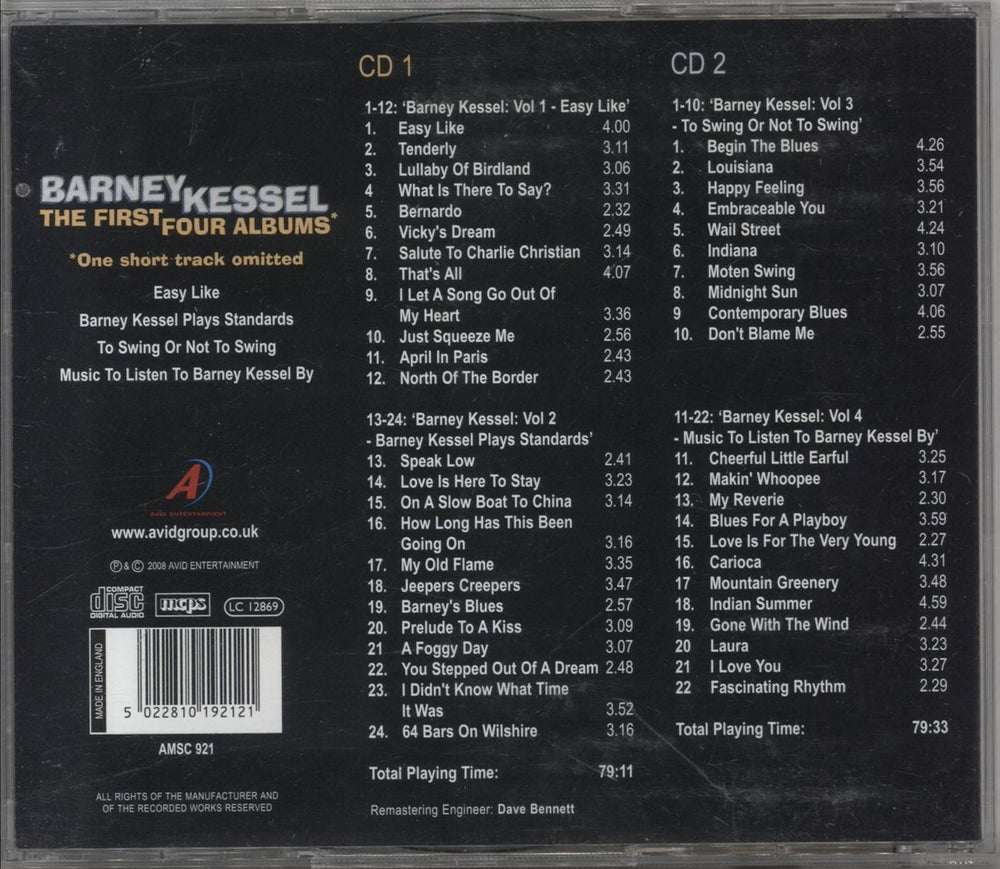 BARNEY KESSEL
THE FIRST FOUR ALBUMS*
*One short track omitted
Easy Like
Barney Kessel Plays Standards
To Swing Or Not To Swing
Music To Listen To Barney Kessel By
A
AVID ENTERTAINMENT
www.avidgroup.co.uk
Ⓟ & © 2008 AVID ENTERTAINMENT
COMPACT
disc
DIGITAL AUDIO
mcps
LC 12869
MADE IN ENGLAND
5 022810 192121
AMSC 921
ALL RIGHTS OF THE MANUFACTURER AND
OF THE RECORDED WORKS RESERVED
CD 1
1-12: ‘Barney Kessel: Vol 1 - Easy Like’
1. Easy Like 4.00
2. Tenderly 3.11
3. Lullaby Of Birdland 3.06
4 What Is There To Say? 3.31
5. Bernardo 2.32
6. Vicky's Dream 2.49
7. Salute To Charlie Christian 3.14
8. That's All 4.07
9. I Let A Song Go Out Of
My Heart 3.36
10. Just Squeeze Me 2.56
11. April In Paris 2.43
12. North Of The Border 2.43
13-24: ‘Barney Kessel: Vol 2
- Barney Kessel Plays Standards’
13. Speak Low 2.41
14. Love Is Here To Stay 3.23
15. On A Slow Boat To China 3.14
16. How Long Has This Been
Going On 3.16
17. My Old Flame 3.35
18. Jeepers Creepers 3.47
19. Barney's Blues 2.57
20. Prelude To A Kiss 3.09
21 A Foggy Day 3.07
22. You Stepped Out Of A Dream 2.48
23. I Didn't Know What Time
It Was 3.52
24. 64 Bars On Wilshire 3.16
Total Playing Time: 79:11
Remastering Engineer: Dave Bennett
CD 2
1-10: ‘Barney Kessel: Vol 3
- To Swing Or Not To Swing’
1. Begin The Blues 4.26
2. Louisiana 3.54
3. Happy Feeling 3.56
4. Embraceable You 3.21
5. Wail Street 4.24
6. Indiana 3.10
7. Moten Swing 3.56
8. Midnight Sun 3.07
9 Contemporary Blues 4.06
10. Don't Blame Me 2.55
11-22: ‘Barney Kessel: Vol 4
- Music To Listen To Barney Kessel By’
11. Cheerful Little Earful 3.25
12. Makin' Whoopee 3.17
13. My Reverie 2.30
14. Blues For A Playboy 3.59
15. Love Is For The Very Young 2.27
16. Carioca 4.31
17 Mountain Greenery 3.48
18. Indian Summer 4.59
19. Gone With The Wind 2.44
20 Laura 3.23
21 I Love You 3.27
22 Fascinating Rhythm 2.29
Total Playing Time: 79:33